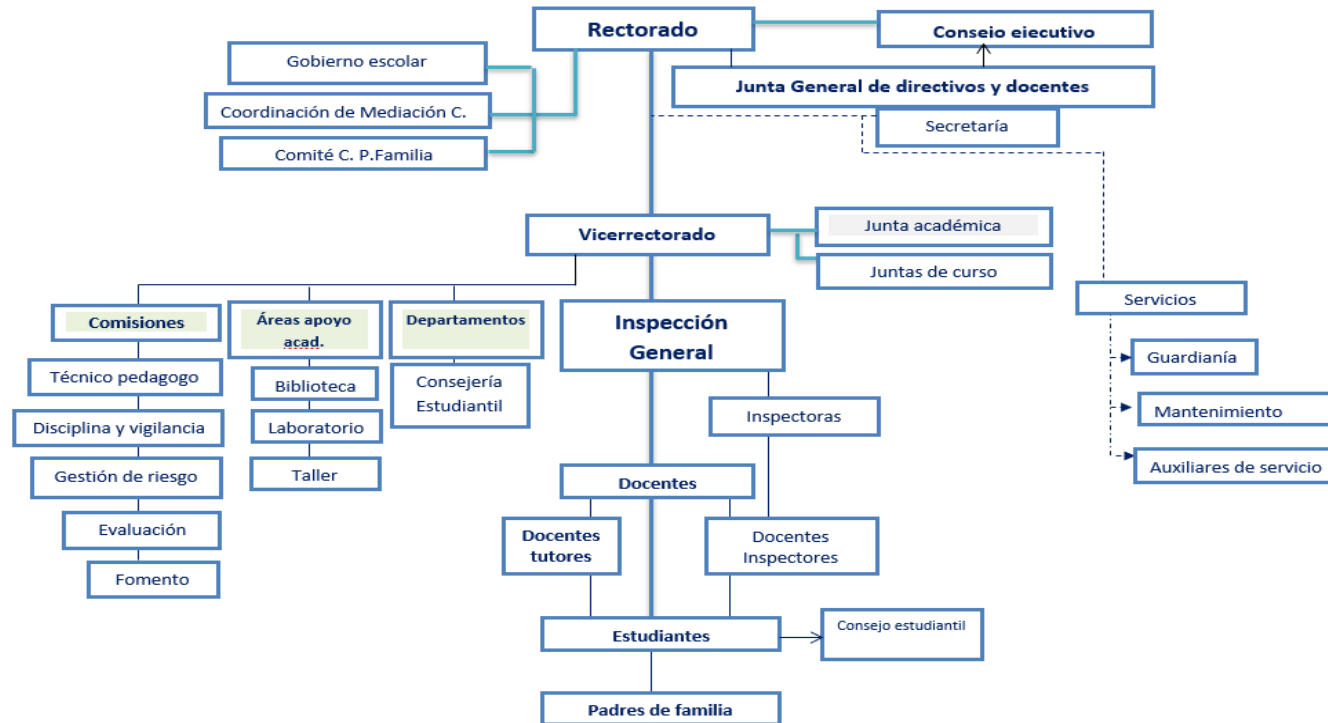 Rectorado
Consejo ejecutivo
Gobierno escolar
Junta General de directivos y docentes
Coordinación de Mediación C.
Secretaría
Comité C. P.Familia
Vicerrectorado
Junta académica
Juntas de curso
Servicios
Comisiones
Áreas apoyo
acad.
Departamentos
Inspección
General
Guardianía
Técnico pedagogo
Biblioteca
Consejería
Estudiantil
Inspectoras
Mantenimiento
Disciplina y vigilancia
Laboratorio
Auxiliares de servicio
Gestión de riesgo
Taller
Docentes
Evaluación
Docentes
tutores
Docentes
Inspectores
Fomento
Estudiantes
Consejo estudiantil
Padres de familia